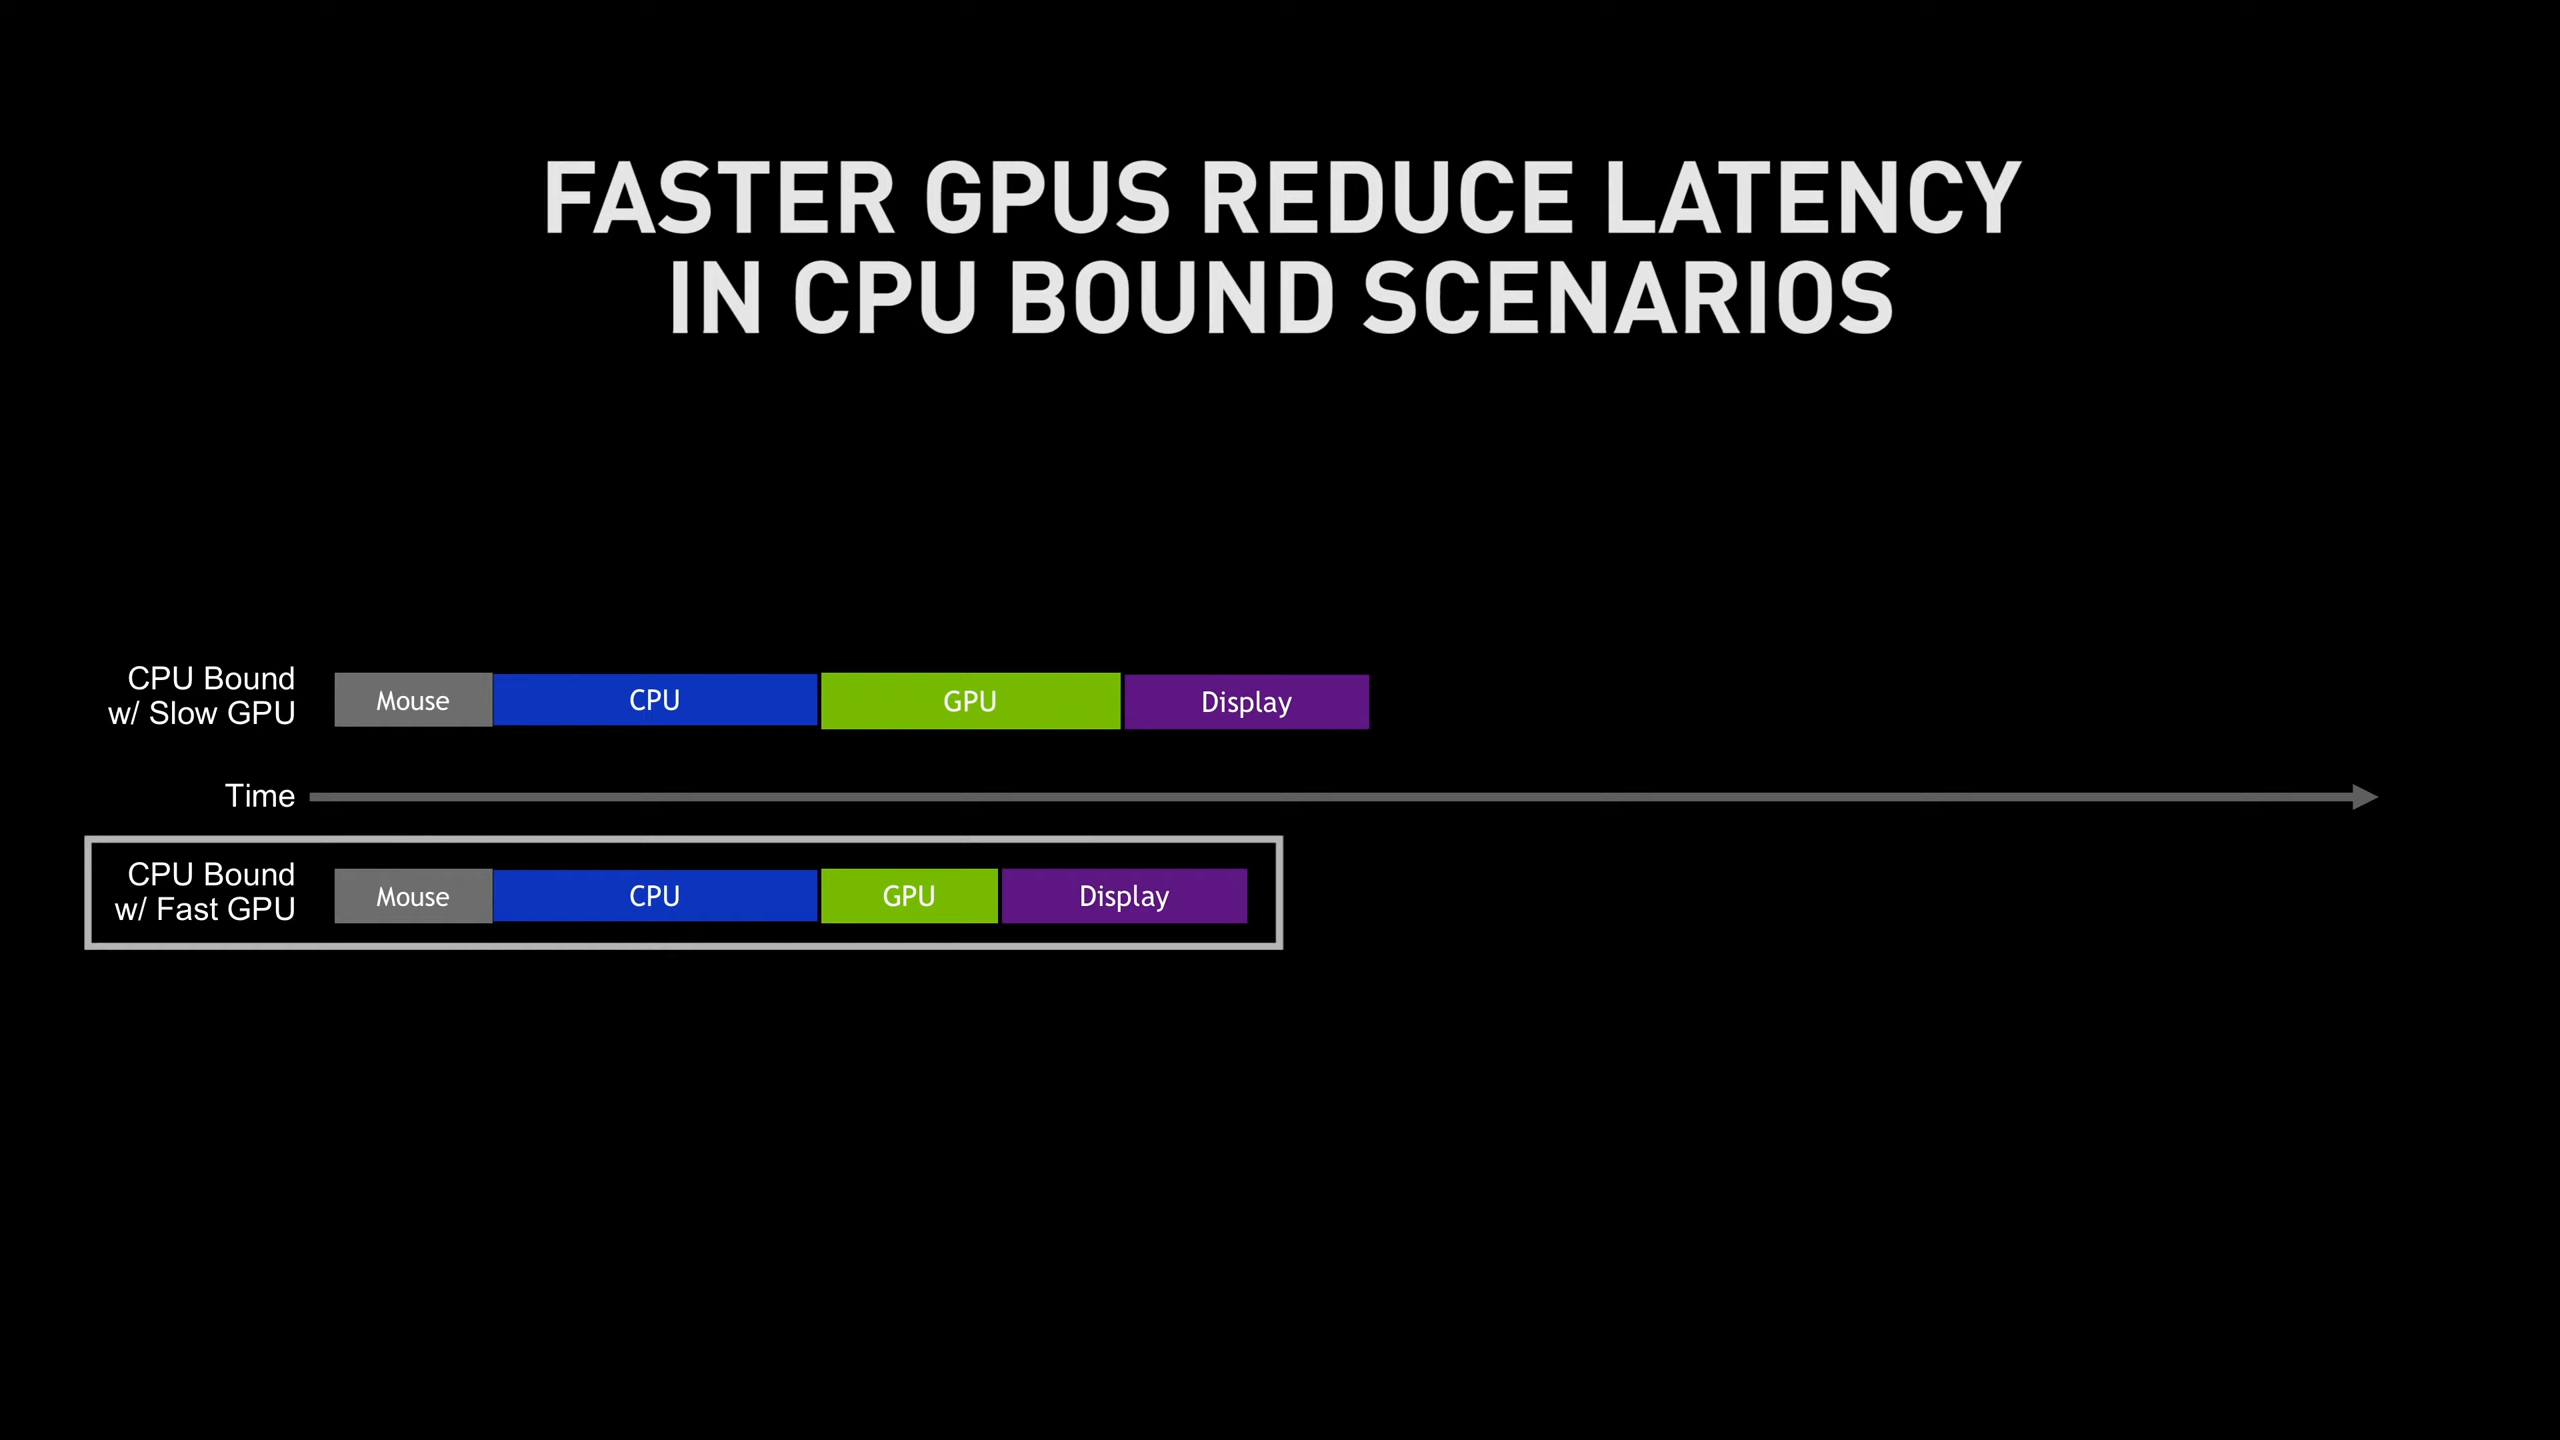 FASTER GPUS REDUCE LATENCY
IN CPU BOUND SCENARIOS
CPU Bound
w/ Slow GPU
Mouse
CPU
GPU
Display
Time
CPU Bound
w/ Fast GPU
Mouse
CPU
GPU
Display